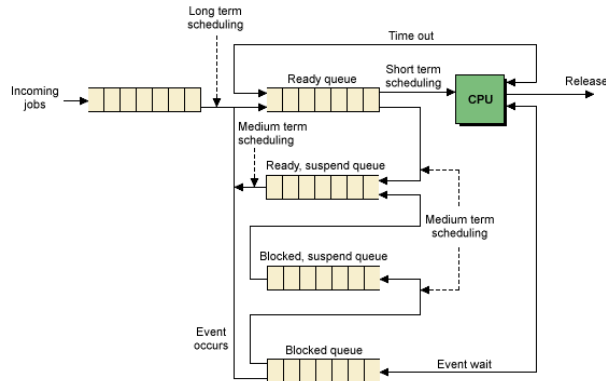 Long term
scheduling
Time out
Incoming
jobs
Ready queue
Short term
scheduling
CPU
Release
Medium term
scheduling
Ready, suspend queue
Medium term
scheduling
Blocked, suspend queue
Event
occurs
Blocked queue
Event wait